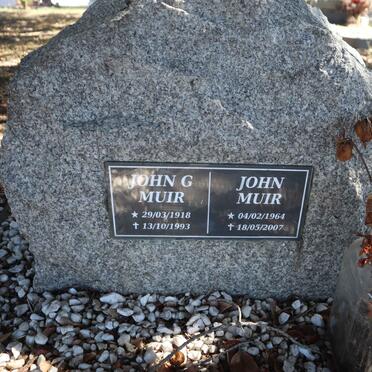 JOHN G
MUIR
★ 29/03/1918
✝ 13/10/1993
JOHN
MUIR
★ 04/02/1964
✝ 18/05/2007